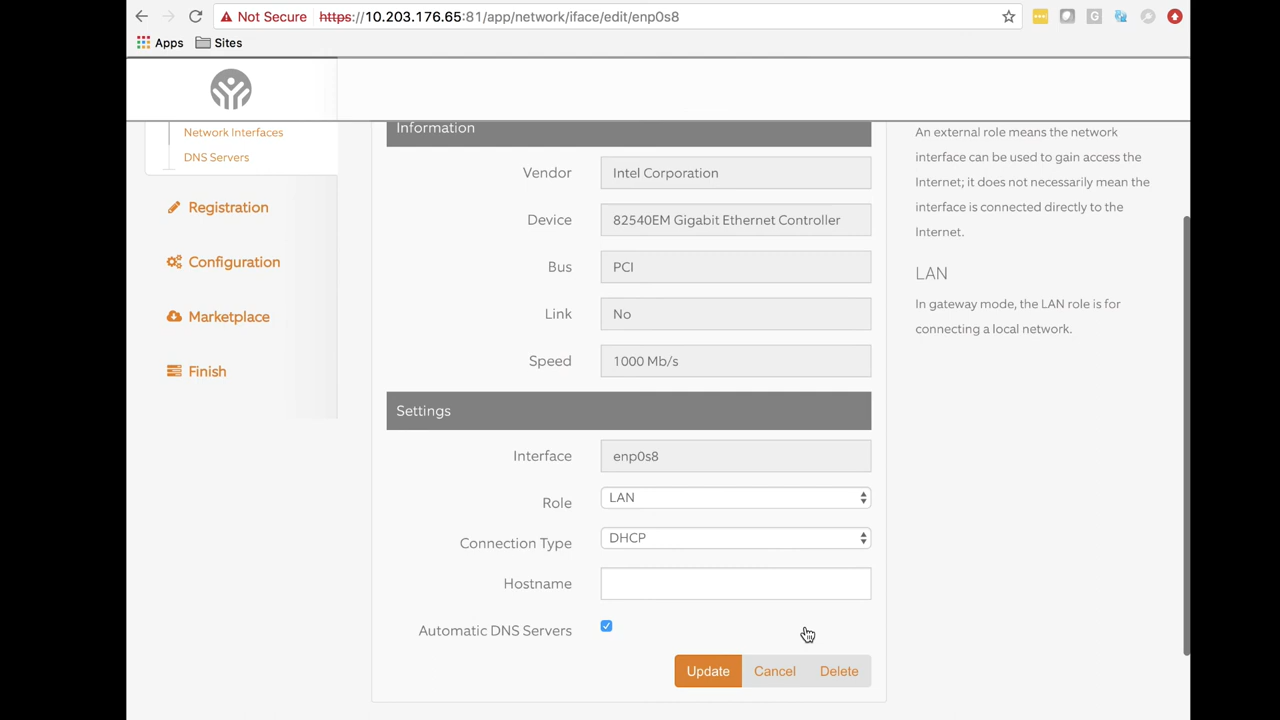 Not Secure
https://10.203.176.65:81/app/network/iface/edit/enp0s8
Apps
Sites
Network Interfaces
DNS Servers
Registration
Configuration
Marketplace
Finish
Information
Vendor
Intel Corporation
Device
82540EM Gigabit Ethernet Controller
Bus
PCI
Link
No
Speed
1000 Mb/s
Settings
Interface
enp0s8
Role
LAN
Connection Type
DHCP
Hostname
Automatic DNS Servers
Update
Cancel
Delete
An external role means the network
interface can be used to gain access the
Internet; it does not necessarily mean the
interface is connected directly to the
Internet.
LAN
In gateway mode, the LAN role is for
connecting a local network.